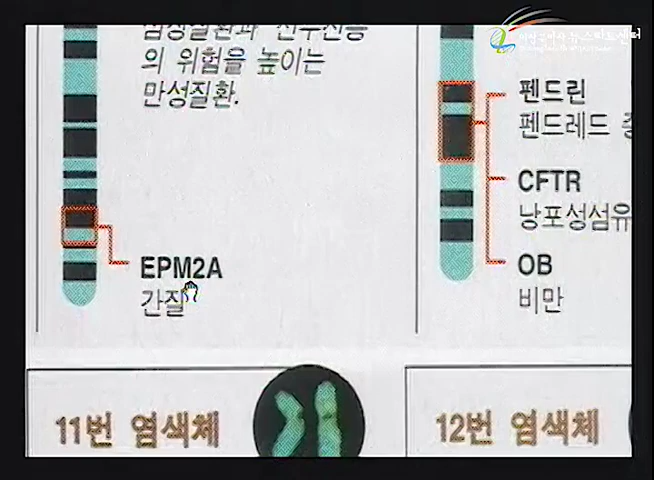 의 위험을 높이는
만성질환.
EPM2A
간질
펜드린
펜드레드
CFTR
낭포성섬유
OB
비만
11번 염색체
12번 염색체